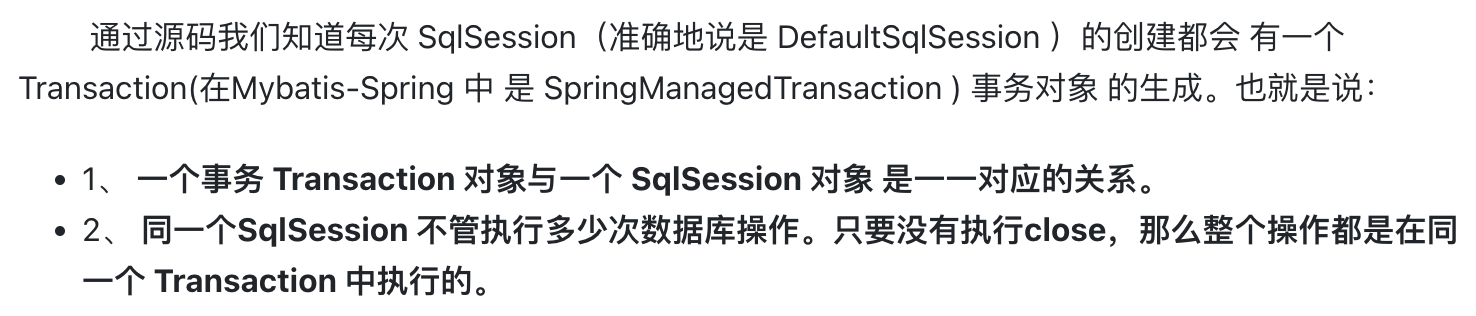 通过源码我们知道每次 SqlSession（准确地说是 DefaultSqlSession ）的创建都会 有一个
Transaction(在Mybatis-Spring 中 是 SpringManagedTransaction ) 事务对象 的生成。也就是说：
• 1、 一个事务 Transaction 对象与一个 SqlSession 对象 是一一对应的关系。
• 2、 同一个SqlSession 不管执行多少次数据库操作。只要没有执行close，那么整个操作都是在同
一个 Transaction 中执行的。